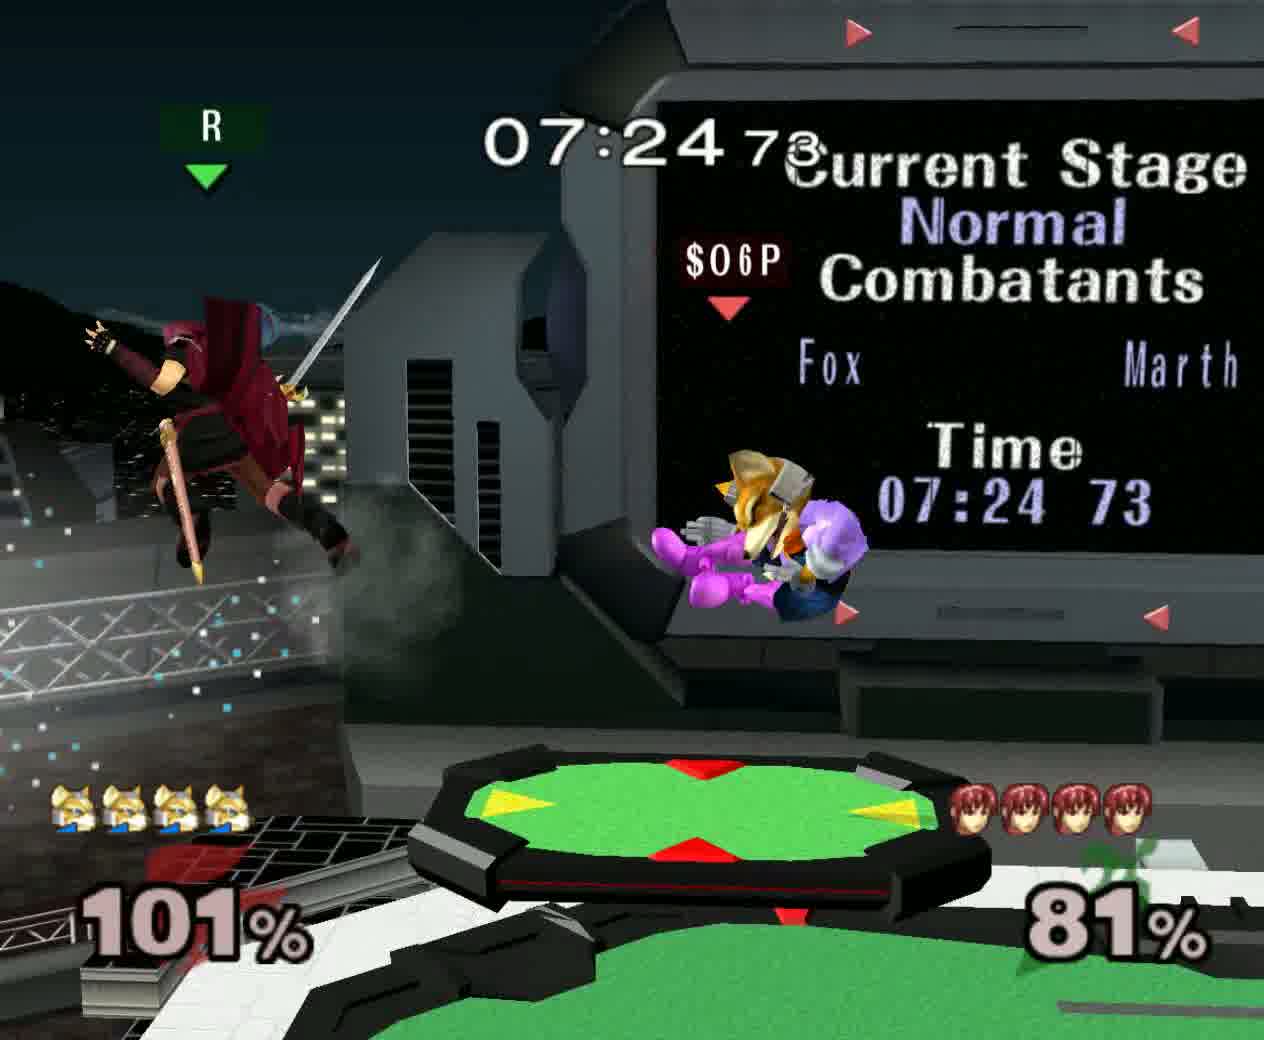 R
07:24 73
Current Stage
Normal
$06P
Combatants
Fox Marth
Time
07:24 73
101%
81%